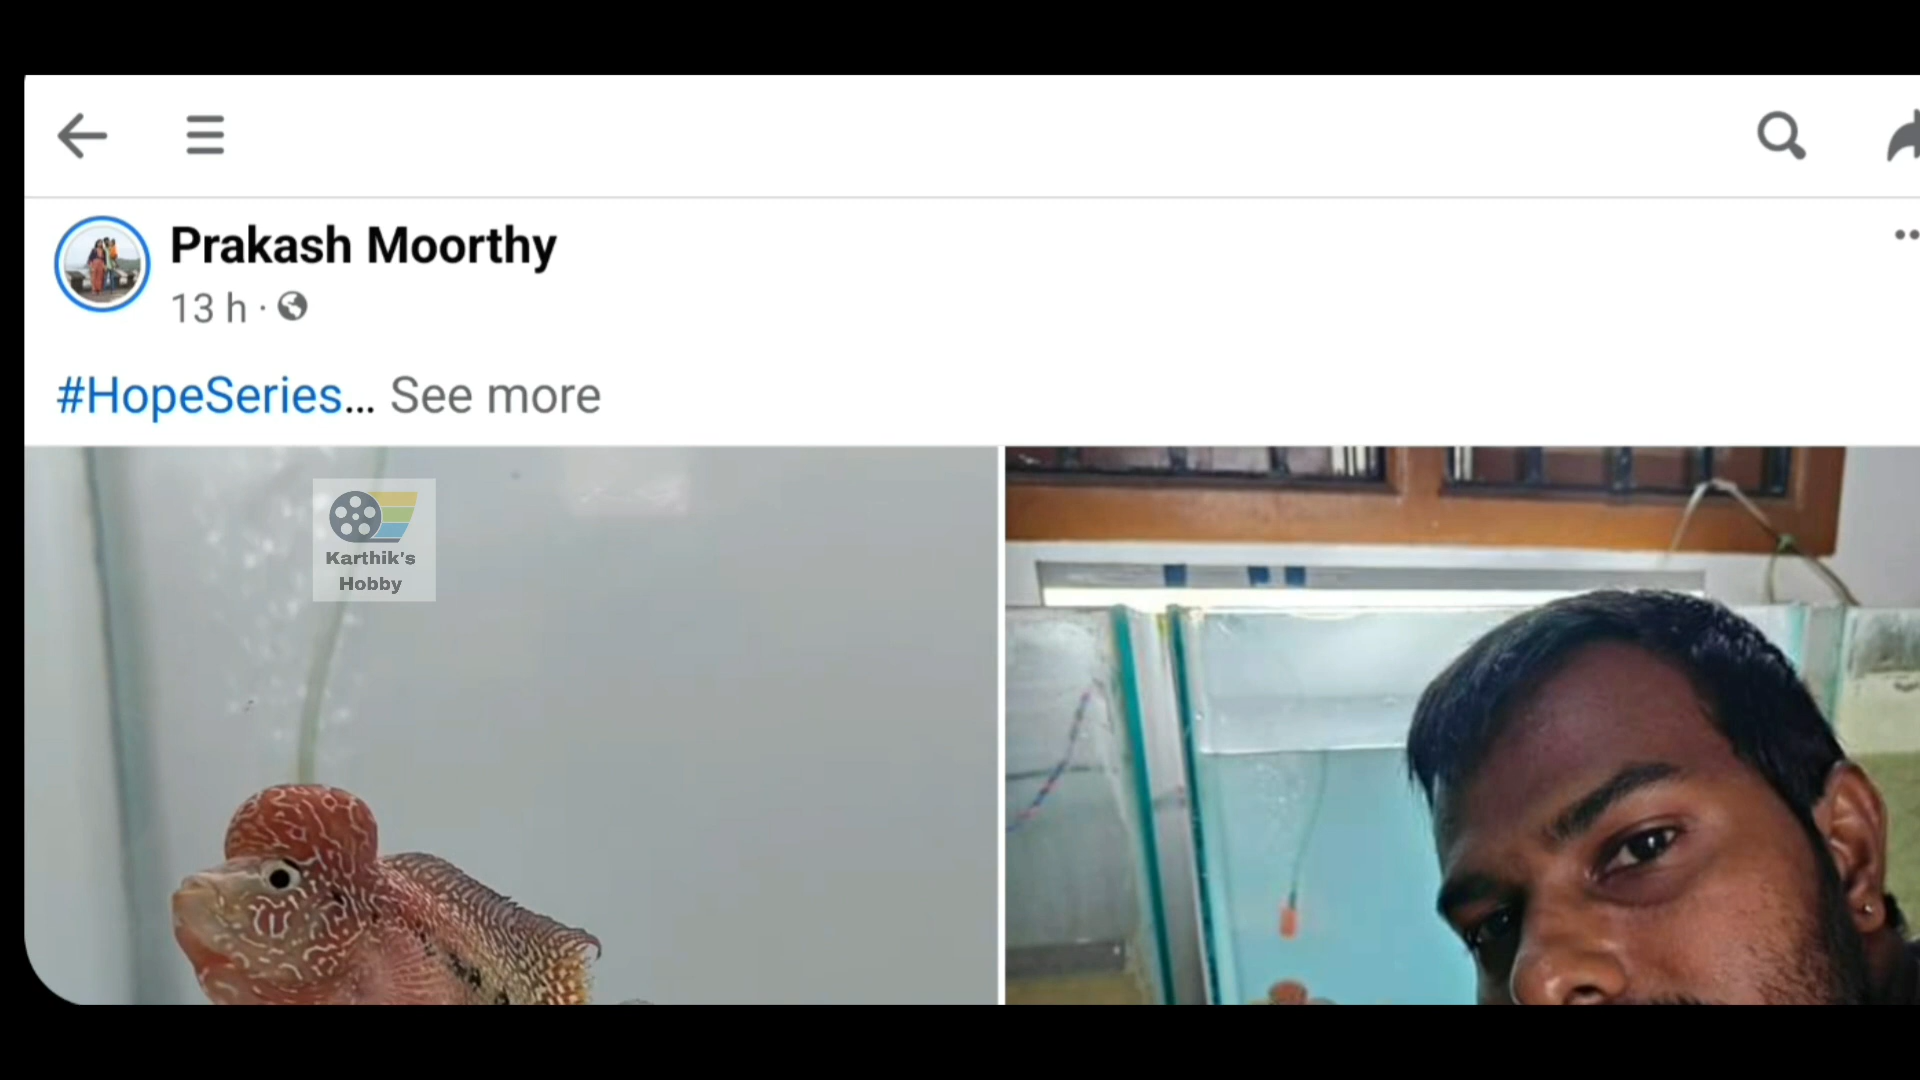 Prakash Moorthy
13 h ·
#HopeSeries... See more
Karthik's
Hobby